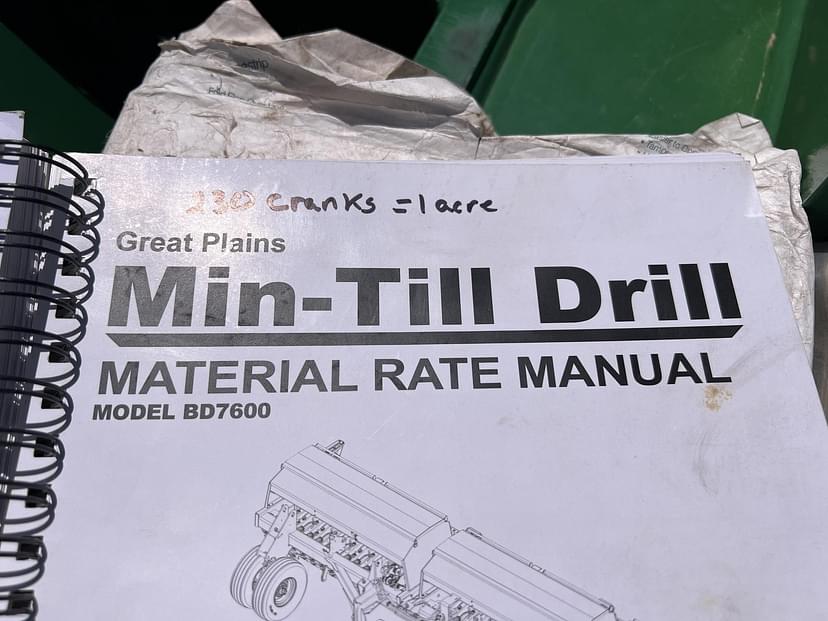 230 Cranks = 1 acre
Great Plains
Min-Till Drill
MATERIAL RATE MANUAL
MODEL BD7600